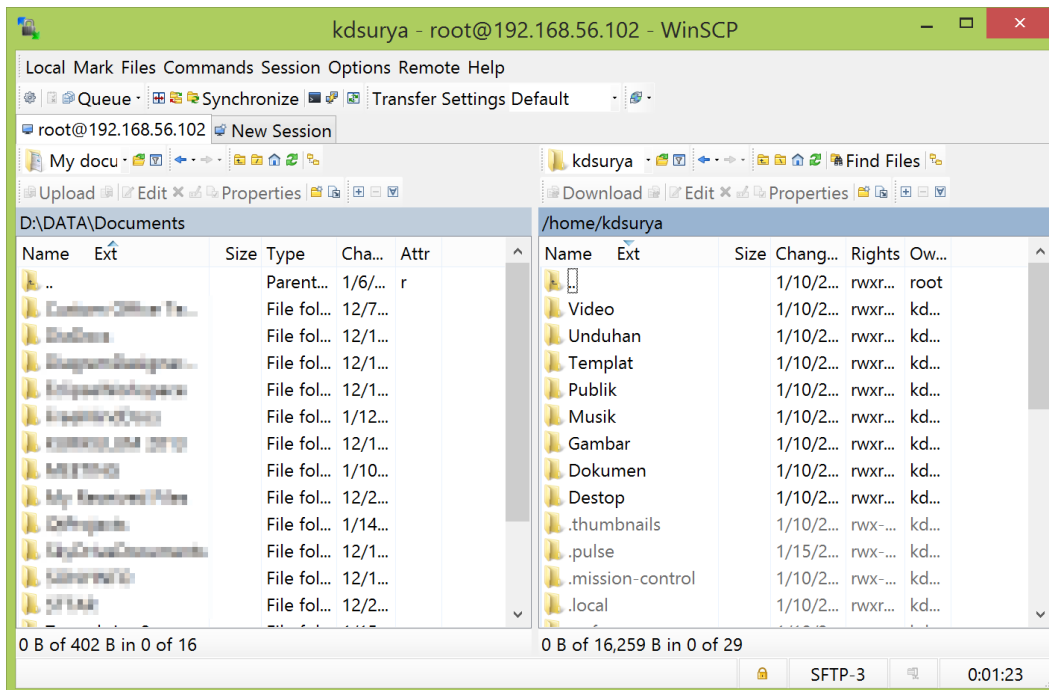 kdsurya - root@192.168.56.102 - WinSCP
Local Mark Files Commands Session Options Remote Help
Queue Synchronize Transfer Settings Default
root@192.168.56.102 New Session
My docu
Upload Edit Properties
D:\DATA\Documents
Name Ext Size Type Cha... Attr
.. Parent... 1/6/... r
File fol... 12/7...
File fol... 12/1...
File fol... 12/1...
File fol... 12/1...
File fol... 1/12...
File fol... 12/1...
File fol... 1/10...
File fol... 12/2...
File fol... 1/14...
File fol... 12/1...
File fol... 12/1...
File fol... 12/2...
0 B of 402 B in 0 of 16
kdsurya Find Files
Download Edit Properties
/home/kdsurya
Name Ext Size Chang... Rights Ow...
.. 1/10/2... rwxr... root
Video 1/10/2... rwxr... kd...
Unduhan 1/10/2... rwxr... kd...
Templat 1/10/2... rwxr... kd...
Publik 1/10/2... rwxr... kd...
Musik 1/10/2... rwxr... kd...
Gambar 1/10/2... rwxr... kd...
Dokumen 1/10/2... rwxr... kd...
Destop 1/10/2... rwxr... kd...
.thumbnails 1/10/2... rwx-... kd...
.pulse 1/15/2... rwx-... kd...
.mission-control 1/10/2... rwx-... kd...
.local 1/10/2... rwxr... kd...
0 B of 16,259 B in 0 of 29
SFTP-3 0:01:23